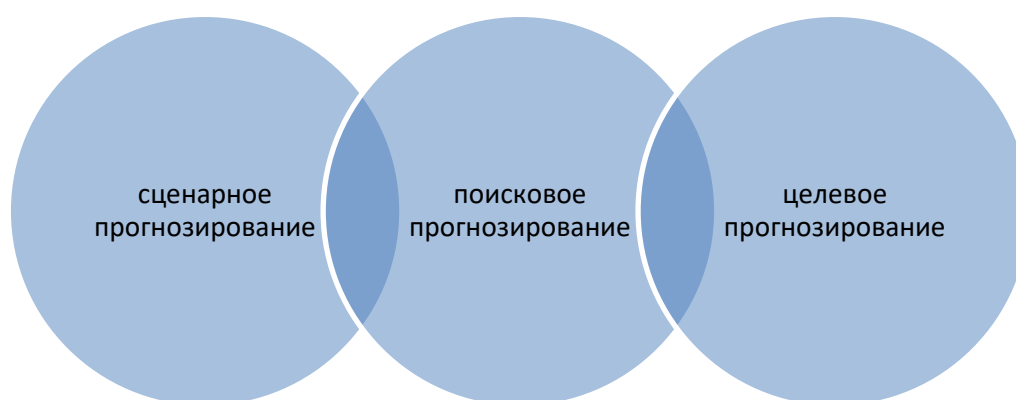 сценарное
прогнозирование
поисковое
прогнозирование
целевое
прогнозирование